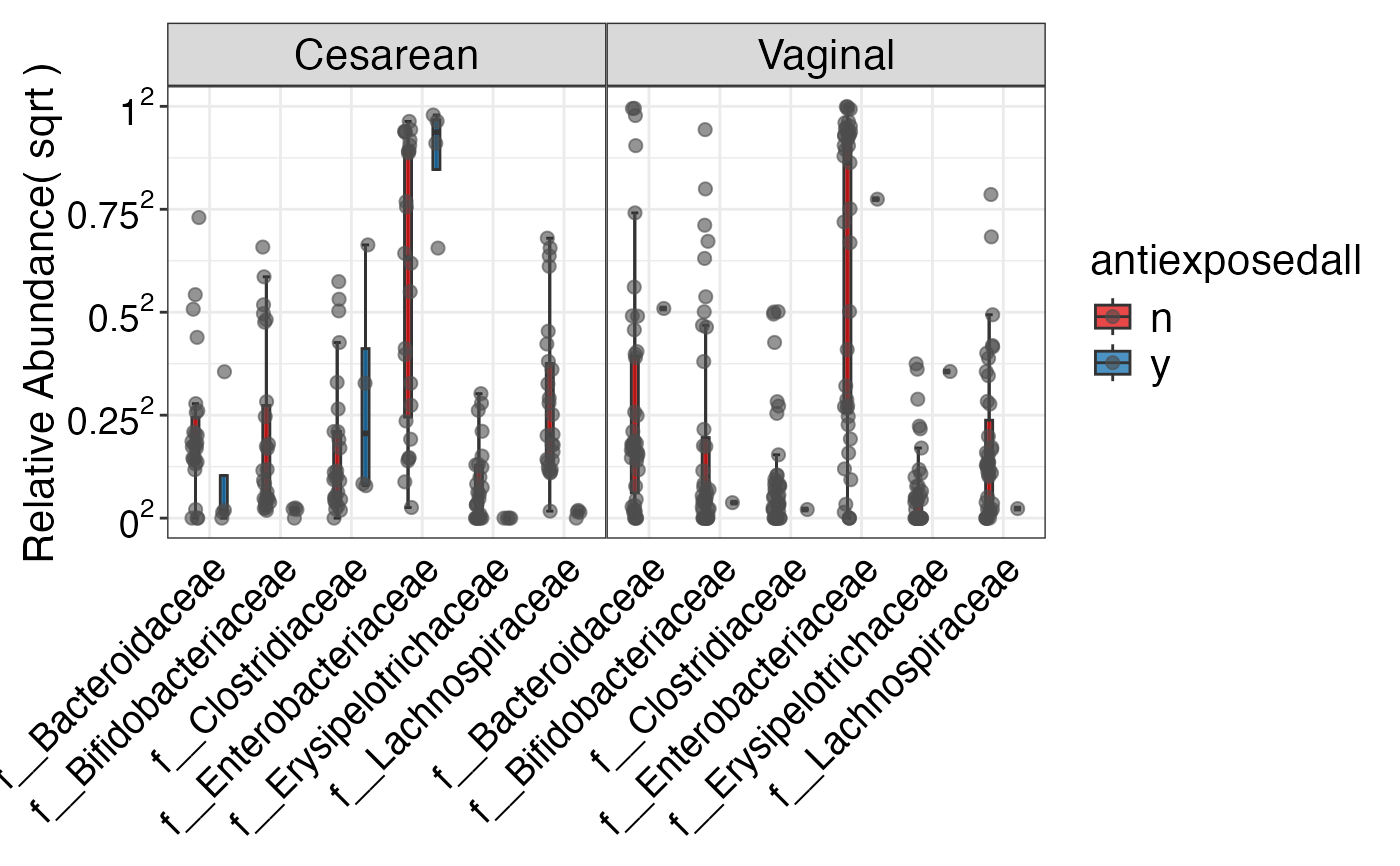 Cesarean
Vaginal
Relative Abundance( sqrt )
1²
0.75²
0.5²
0.25²
0²
f__Bacteroidaceae
f__Bifidobacteriaceae
f__Clostridiaceae
f__Enterobacteriaceae
f__Erysipelotrichaceae
f__Lachnospiraceae
f__Bacteroidaceae
f__Bifidobacteriaceae
f__Clostridiaceae
f__Enterobacteriaceae
f__Erysipelotrichaceae
f__Lachnospiraceae
antiexposedall
n
y